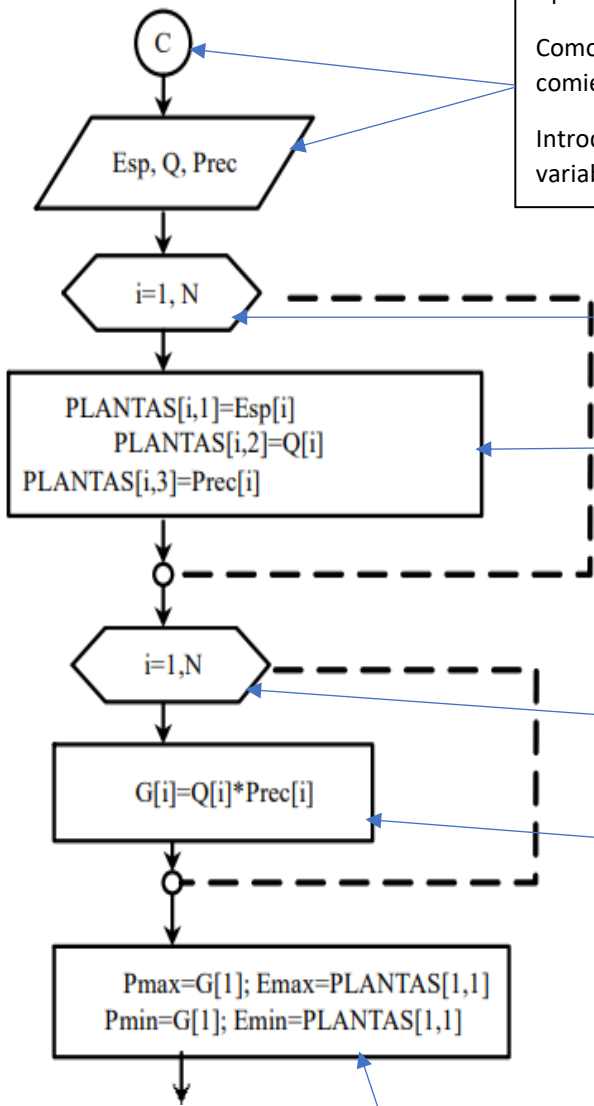 C
Esp, Q, Prec
i=1, N
PLANTAS[i,1]=Esp[i]
PLANTAS[i,2]=Q[i]
PLANTAS[i,3]=Prec[i]
i=1,N
G[i]=Q[i]*Prec[i]
Pmax=G[1]; Emax=PLANTAS[1,1]
Pmin=G[1]; Emin=PLANTAS[1,1]
Como
comie
Introd
variab